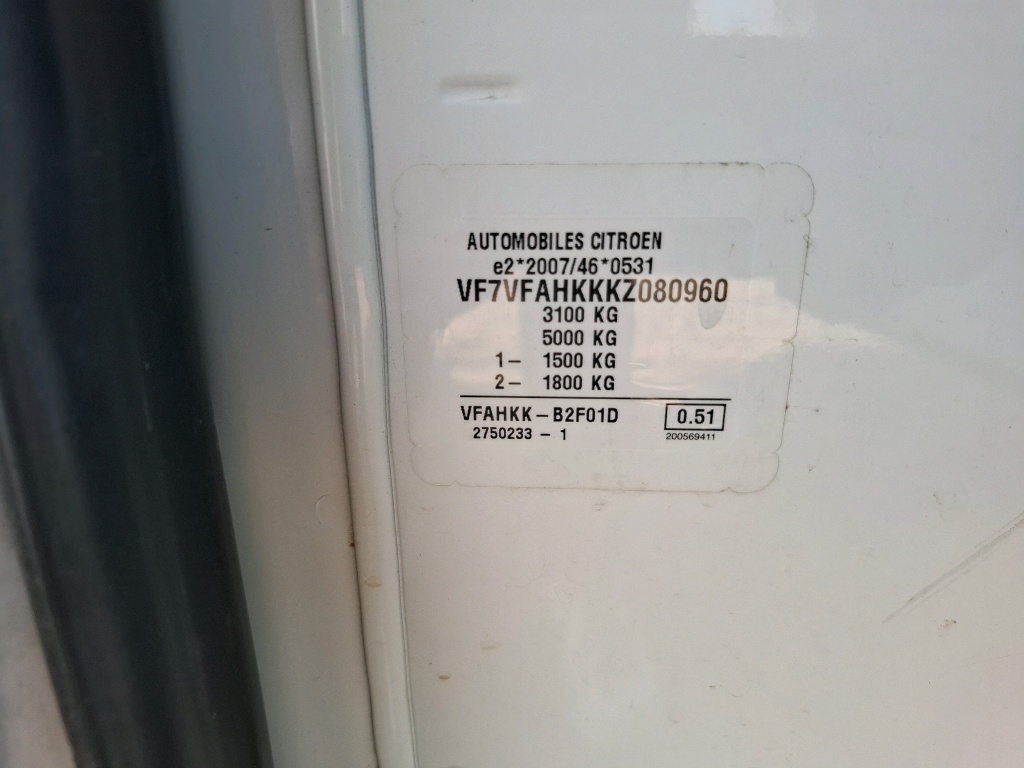 AUTOMOBILES CITROEN
e2*2007/46*0531
VF7VFAHKKKZ080960
3100 KG
5000 KG
1- 1500 KG
2- 1800 KG
VFAHKK-B2F01D 0.51
2750233-1 200569411